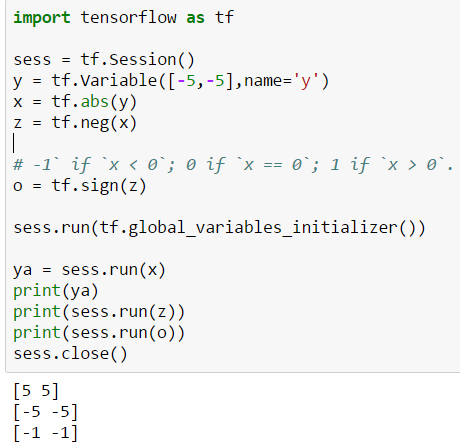 import tensorflow as tf
sess = tf.Session()
y = tf.Variable([-5,-5],name='y')
x = tf.abs(y)
z = tf.neg(x)
# -1` if `x < 0`; 0 if `x == 0`; 1 if `x > 0`.
o = tf.sign(z)
sess.run(tf.global_variables_initializer())
ya = sess.run(x)
print(ya)
print(sess.run(z))
print(sess.run(o))
sess.close()
[5 5]
[-5 -5]
[-1 -1]